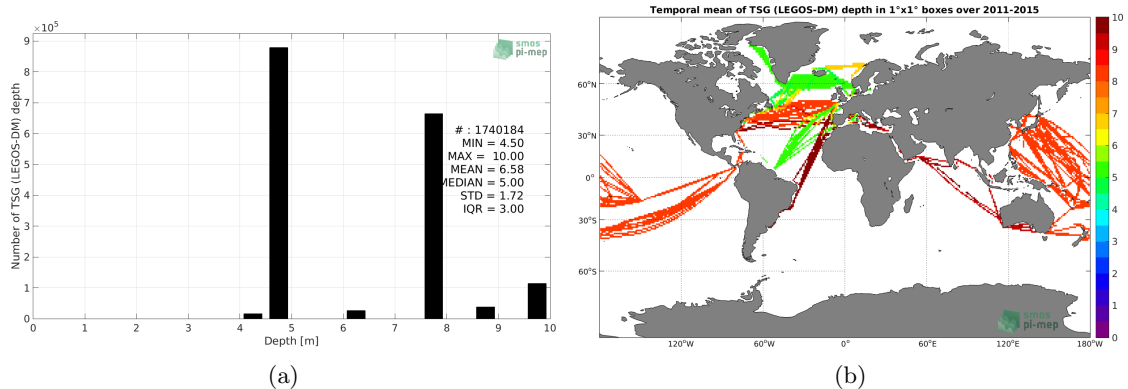 ×10⁵
9
8
7
6
5
4
3
2
1
0
Number of TSG (LEGOS-DM) depth
smos
pi-mep
# : 1740184
MIN = 4.50
MAX = 10.00
MEAN = 6.58
MEDIAN = 5.00
STD = 1.72
IQR = 3.00
0 1 2 3 4 5 6 7 8 9 10
Depth [m]
(a)
Temporal mean of TSG (LEGOS-DM) depth in 1°x1° boxes over 2011-2015
60°N
30°N
0°
30°S
60°S
120°W 60°W 0° 60°E 120°E 180°W
smos
pi-mep
10
9
8
7
6
5
4
3
2
1
0
(b)